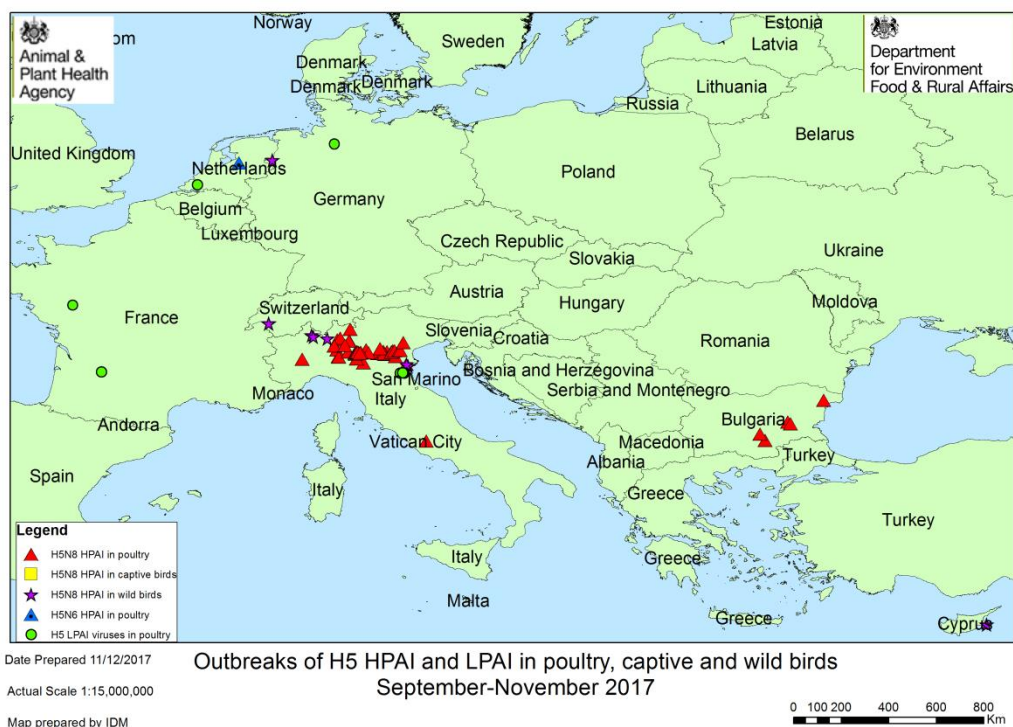 Animal &
Plant Health
Agency
Department
for Environment
Food & Rural Affairs
Norway
Sweden
Estonia
Latvia
Denmark
Denmark Denmark
Lithuania
Russia
Belarus
United Kingdom
Netherlands
Poland
Germany
Belgium
Luxembourg
Czech Republic
Ukraine
Slovakia
Austria
Hungary
Moldova
Switzerland
France
Slovenia
Croatia
Romania
Bosnia and Herzegovina
San Marino
Serbia and Montenegro
Monaco
Italy
Bulgaria
Andorra
Vatican City
Macedonia
Turkey
Spain
Albania
Italy
Greece
Turkey
Italy
Greece
Malta
Greece
Cyprus
Legend
H5N8 HPAI in poultry
H5N8 HPAI in captive birds
H5N8 HPAI in wild birds
H5N6 HPAI in poultry
H5 LPAI viruses in poultry
Date Prepared 11/12/2017
Outbreaks of H5 HPAI and LPAI in poultry, captive and wild birds
September-November 2017
Actual Scale 1:15,000,000
Map prepared by IDM
0 100 200 400 600 800
Km